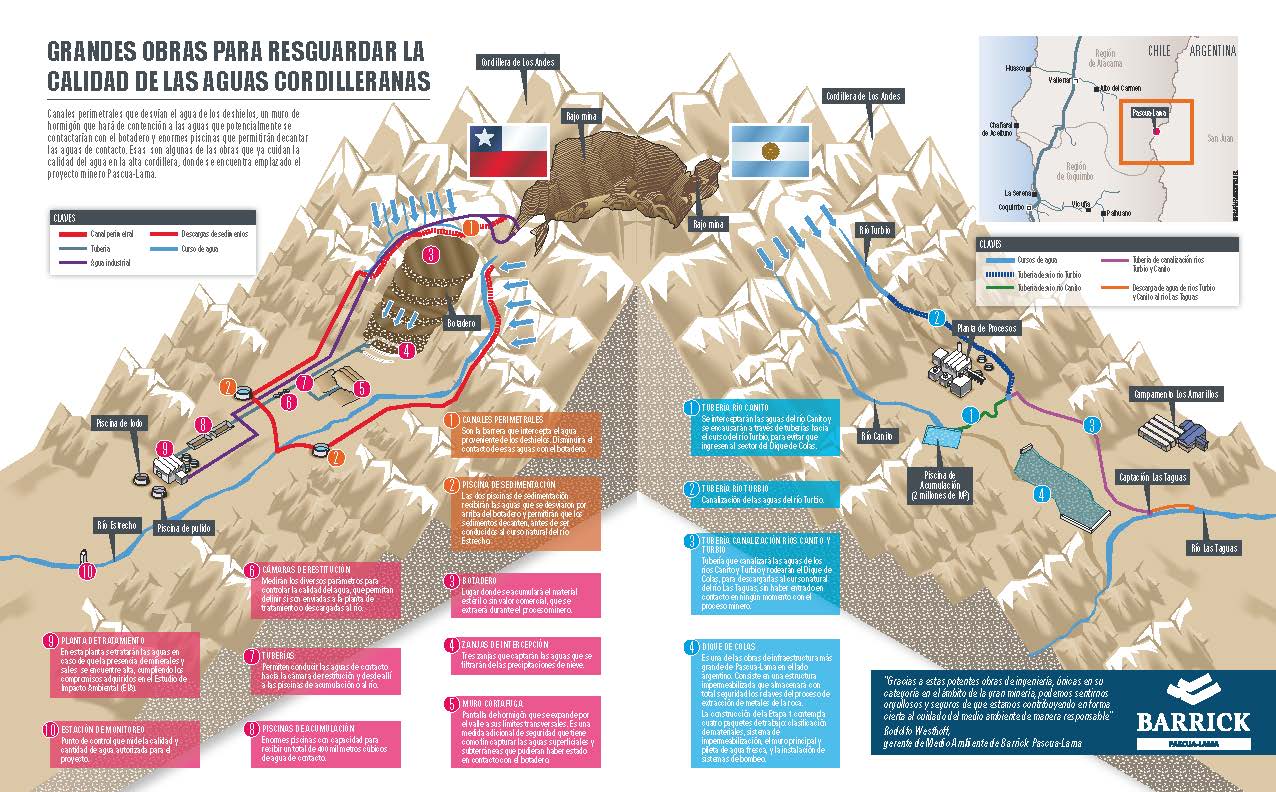 GRANDES OBRAS PARA RESGUARDAR LA
CALIDAD DE LAS AGUAS CORDILLERANAS
Canales perimetrales que desvían el agua de los deshielos, un muro de
hormigón que hará de contención a las aguas que potencialmente se
contactarían con el botadero y enormes piscinas que permitirán decantar
las aguas de contacto. Esas son algunas de las obras que ya cuidan la
calidad del agua en la alta cordillera, donde se encuentra emplazado el
proyecto minero Pascua-Lama.
CLAVES
Canal perimetral
Descargas de sedimentos
Tubería
Curso de agua
Agua industrial
Cordillera de Los Andes
Rajo mina
Cordillera de Los Andes
Rajo mina
CHILE
ARGENTINA
Región
de Atacama
Huasco
Vallenar
Alto del Carmen
Chañaral
de Aceituno
Pascua-Lama
San Juan
Región
de Coquimbo
La Serena
Coquimbo
Vicuña
Paihuano
CLAVES
Cursos de agua
Tubería desvío río Turbio
Tubería desvío río Canito
Tubería de canalización ríos
Turbio y Canito
Descarga de agua de ríos Turbio
y Canito al río Las Taguas
1
3
Botadero
4
2
7
6
5
8
9
2
10
Piscina de lodo
Piscina de pulido
Río Estrecho
Río Turbio
2
Planta de Procesos
1
3
4
Río Canito
Piscina de
Acumulación
(2 millones de M³)
Campamento Los Amarillos
Captación Las Taguas
Río Las Taguas
1 CANALES PERIMETRALES
Son la barrera que intercepta el agua
proveniente de los deshielos. Disminuirá el
contacto de esas aguas con el botadero.
2 PISCINA DE SEDIMENTACIÓN
Las dos piscinas de sedimentación
recibirán las aguas que se desviaron por
arriba del botadero y permitirán que los
sedimentos decanten, antes de ser
conducidos al curso natural del río
Estrecho.
3 BOTADERO
Lugar donde se acumulará el material
estéril o sin valor comercial, que se
extraerá durante el proceso minero.
4 ZANJAS DE INTERCEPCIÓN
Tres zanjas que captarán las aguas que se
filtrarán de las precipitaciones de nieve.
5 MURO CORTAFUGA
Pantalla de hormigón que se expande por
el valle a sus límites transversales. Es una
medida adicional de seguridad que tiene
como fin capturar las aguas superficiales y
subterráneas que pudieran haber estado
en contacto con el botadero.
6 CÁMARAS DE RESTITUCIÓN
Medirán los diversos parámetros para
controlar la calidad del agua, que permitan
definir si son enviadas a la planta de
tratamiento o descargadas al río.
7 TUBERÍAS
Permiten conducir las aguas de contacto
hacia la cámara de restitución y desde allí
a las piscinas de acumulación o al río.
8 PISCINAS DE ACUMULACIÓN
Enormes piscinas con capacidad para
recibir un total de 400 mil metros cúbicos
de agua de contacto.
9 PLANTA DE TRATAMIENTO
En esta planta se tratarán las aguas en
caso de que la presencia de minerales y
sales se encuentre alta, cumpliendo los
compromisos adquiridos en el Estudio de
Impacto Ambiental (EIA).
10 ESTACIÓN DE MONITOREO
Punto de control que mide la calidad y
cantidad de agua autorizada para el
proyecto.
1 TUBERÍA RÍO CANITO
Se interceptarán las aguas del río Canito y
se encauzarán a través de tuberías hacia
el curso del río Turbio, para evitar que
ingresen al sector del Dique de Colas.
2 TUBERÍA RÍO TURBIO
Canalización de las aguas del río Turbio.
3 TUBERÍA CANALIZACIÓN RÍOS CANITO Y
TURBIO
Tubería que canalizará las aguas de los
ríos Canito y Turbio y rodearán el Dique de
Colas, para descargadas al curso natural
del río Las Taguas, sin haber entrado en
contacto en ningún momento con el
proceso minero.
4 DIQUE DE COLAS
Es una de las obras de infraestructura más
grande de Pascua-Lama en el lado
argentino. Consiste en una estructura
impermeabilizada que almacenará con
total seguridad los relaves del proceso de
extracción de metales de la roca.
La construcción de la Etapa 1 contempla
cuatro paquetes de trabajo: clasificación
de materiales, sistema de
impermeabilización, el muro principal y
pileta de agua fresca, y la instalación de
sistemas de bombeo.
"Gracias a estas potentes obras de ingeniería, únicas en su
categoría en el ámbito de la gran minería, podemos sentirnos
orgullosos y seguros de que estamos contribuyendo en forma
cierta al cuidado del medio ambiente de manera responsable"
Rodolfo Westhoff,
gerente de Medio Ambiente de Barrick Pascua-Lama
BARRICK
PASCUA-LAMA